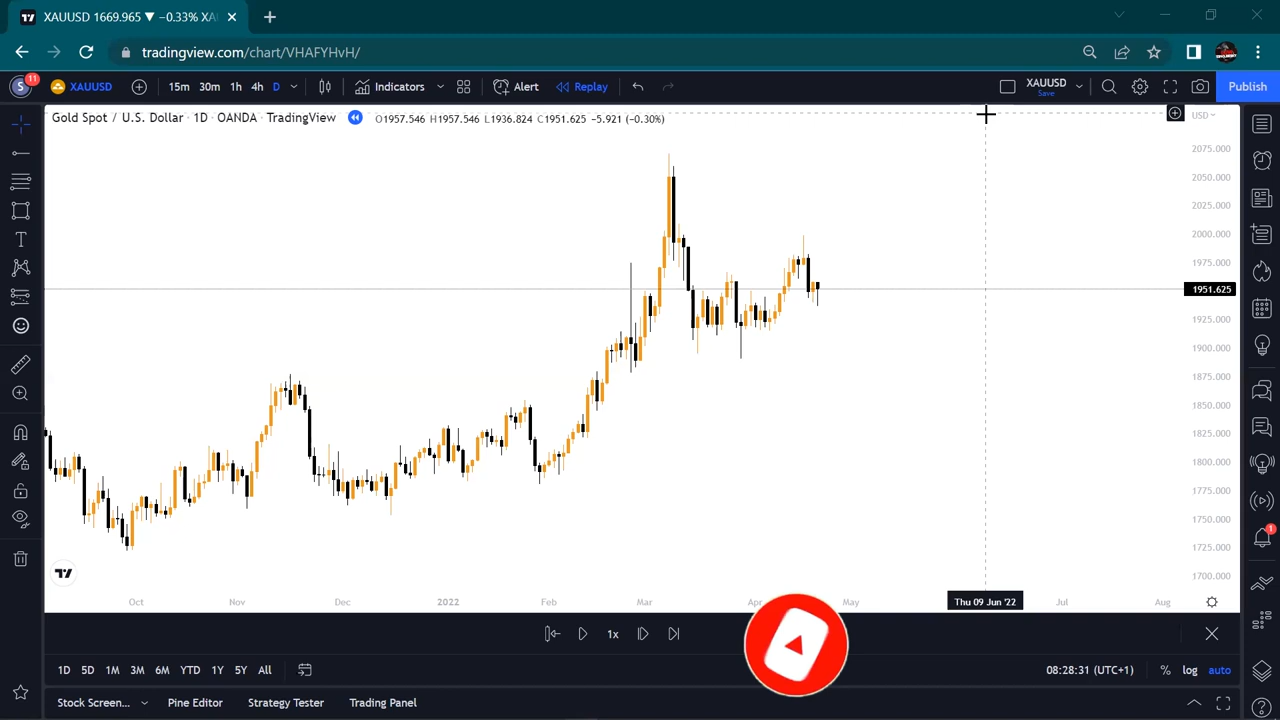 XAUUSD 1669.965 ▼ −0.33% XA
tradingview.com/chart/VHAFYHvH/
S 11 XAUUSD 15m 30m 1h 4h D Indicators Alert Replay XAUUSD Save Publish
Gold Spot / U.S. Dollar · 1D · OANDA · TradingView O1957.546 H1957.546 L1936.824 C1951.625 −5.921 (−0.30%)
USD
2075.000
2050.000
2025.000
2000.000
1975.000
1951.625
1925.000
1900.000
1875.000
1850.000
1825.000
1800.000
1775.000
1750.000
1725.000
1700.000
1
Oct Nov Dec 2022 Feb Mar Apr May Thu 09 Jun '22 Jul Aug
1x
1D 5D 1M 3M 6M YTD 1Y 5Y All 08:28:31 (UTC+1) % log auto
Stock Screen... Pine Editor Strategy Tester Trading Panel